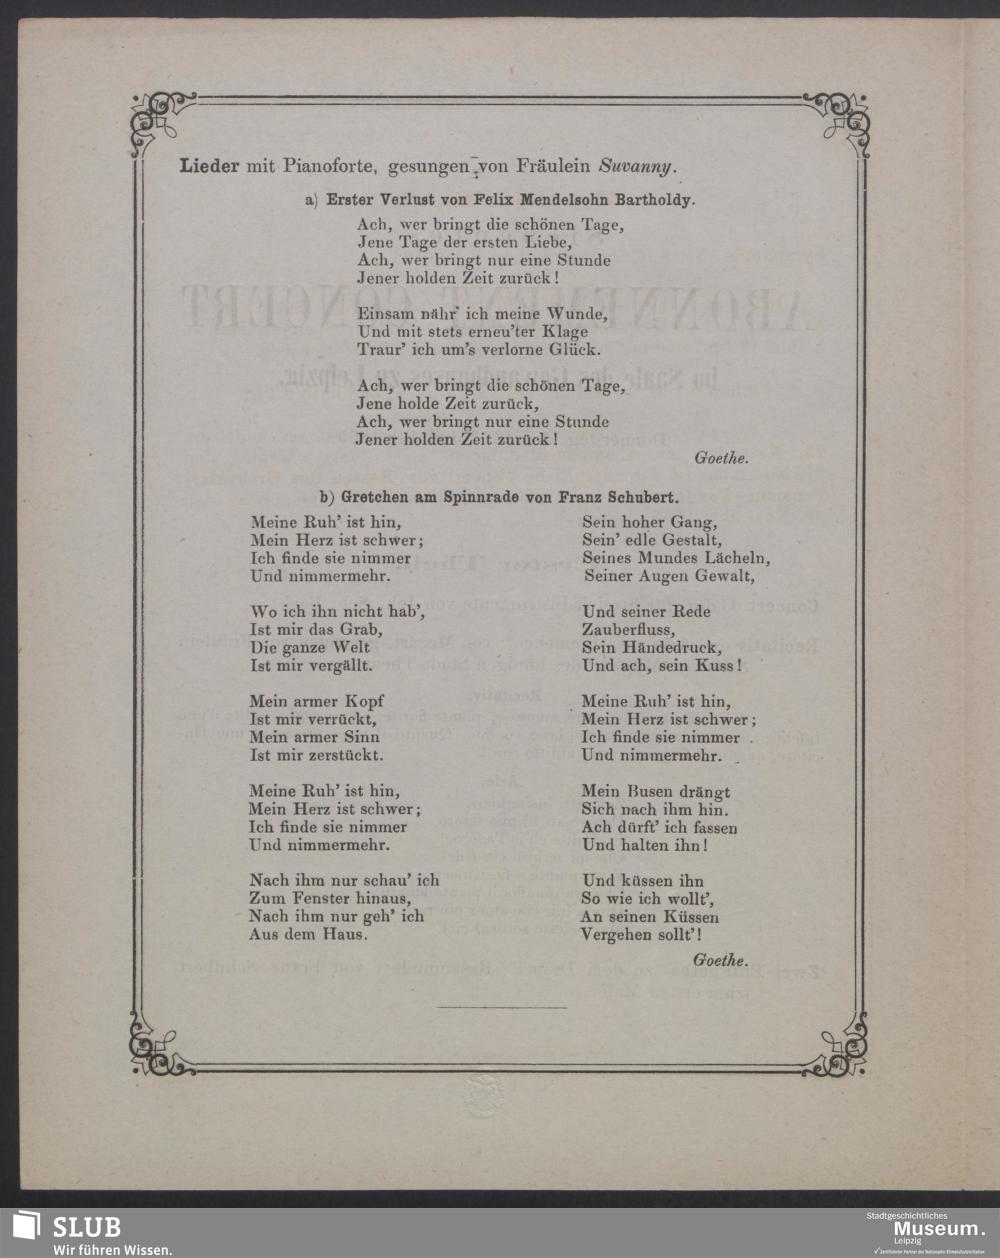 Lieder mit Pianoforte, gesungen von Fräulein Suvanny.
a) Erster Verlust von Felix Mendelsohn Bartholdy.
Ach, wer bringt die schönen Tage,
Jene Tage der ersten Liebe,
Ach, wer bringt nur eine Stunde
Jener holden Zeit zurück!
Einsam nähr' ich meine Wunde,
Und mit stets erneu'ter Klage
Traur' ich um's verlorne Glück.
Ach, wer bringt die schönen Tage,
Jene holde Zeit zurück,
Ach, wer bringt nur eine Stunde
Jener holden Zeit zurück!
Goethe.
b) Gretchen am Spinnrade von Franz Schubert.
Meine Ruh' ist hin,
Mein Herz ist schwer;
Ich finde sie nimmer
Und nimmermehr.
Wo ich ihn nicht hab',
Ist mir das Grab,
Die ganze Welt
Ist mir vergällt.
Mein armer Kopf
Ist mir verrückt,
Mein armer Sinn
Ist mir zerstückt.
Meine Ruh' ist hin,
Mein Herz ist schwer;
Ich finde sie nimmer
Und nimmermehr.
Nach ihm nur schau' ich
Zum Fenster hinaus,
Nach ihm nur geh' ich
Aus dem Haus.
Sein hoher Gang,
Sein' edle Gestalt,
Seines Mundes Lächeln,
Seiner Augen Gewalt,
Und seiner Rede
Zauberfluss,
Sein Händedruck,
Und ach, sein Kuss!
Meine Ruh' ist hin,
Mein Herz ist schwer;
Ich finde sie nimmer
Und nimmermehr.
Mein Busen drängt
Sich nach ihm hin.
Ach dürft' ich fassen
Und halten ihn!
Und küssen ihn
So wie ich wollt',
An seinen Küssen
Vergehen sollt'!
Goethe.
SLUB
Wir führen Wissen.
Stadtgeschichtliches
Museum.
Leipzig
Zertifizierter Partner der Nationalen Klimaschutzinitiative